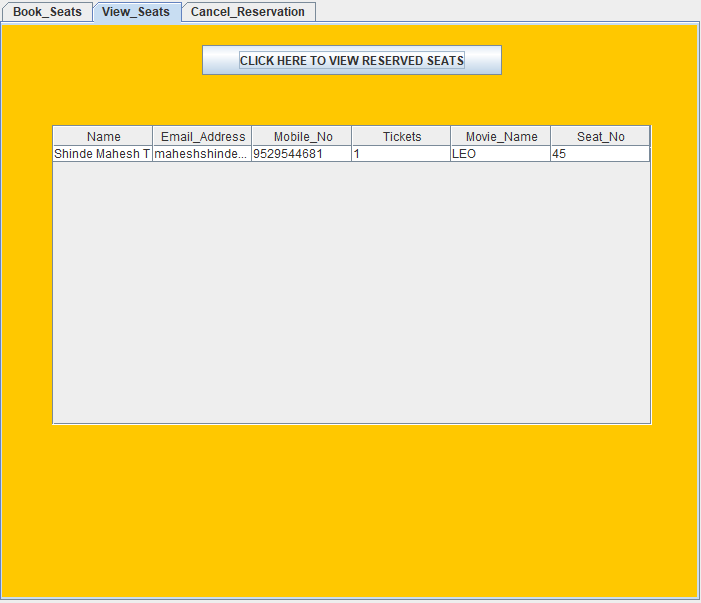 Book_Seats View_Seats Cancel_Reservation
CLICK HERE TO VIEW RESERVED SEATS
Name Email_Address Mobile_No Tickets Movie_Name Seat_No
Shinde Mahesh T maheshshinde... 9529544681 1 LEO 45